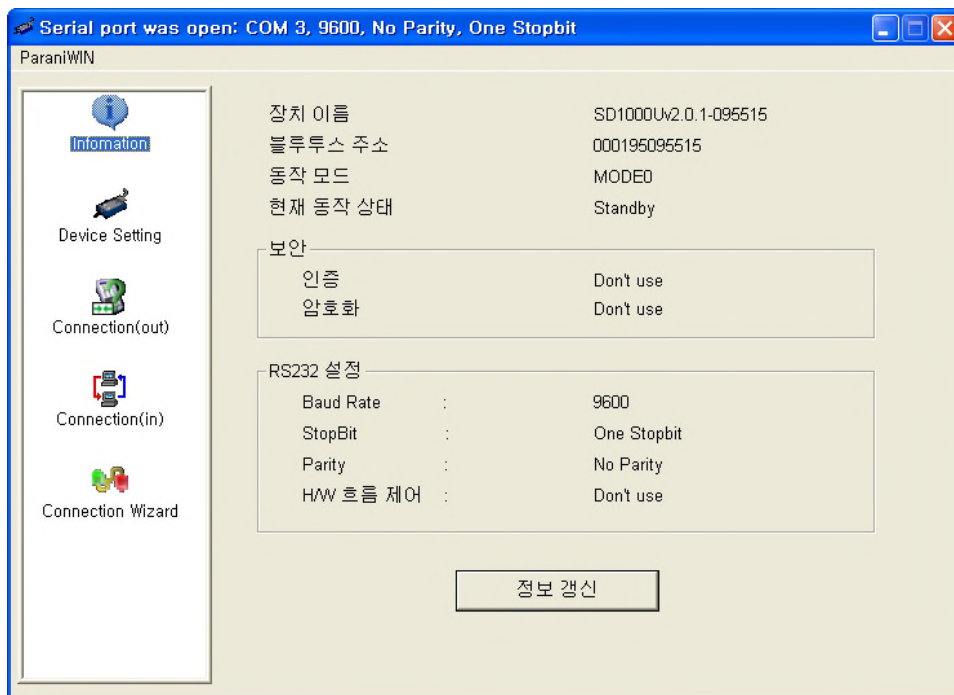 Serial port was open: COM 3, 9600, No Parity, One Stopbit
ParaniWIN
Infomation
Device Setting
Connection(out)
Connection(in)
Connection Wizard
장치 이름 SD1000Uv2.0.1-095515
블루투스 주소 000195095515
동작 모드 MODE0
현재 동작 상태 Standby
보안
인증 Don't use
암호화 Don't use
RS232 설정
Baud Rate : 9600
StopBit : One Stopbit
Parity : No Parity
H/W 흐름 제어 : Don't use
정보 갱신